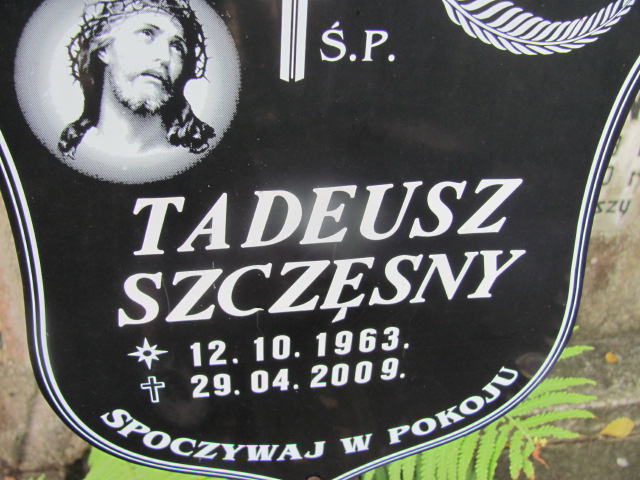 Ś.P.
TADEUSZ
SZCZĘSNY
12. 10. 1963.
29. 04. 2009.
SPOCZYWAJ W POKOJU